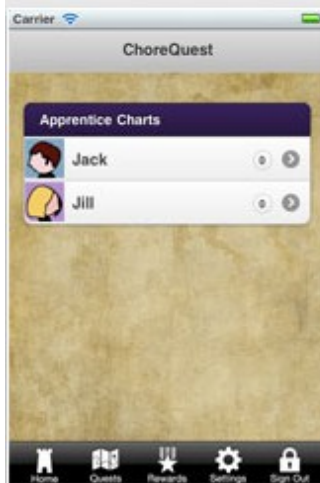 Carrier
ChoreQuest
Apprentice Charts
Jack 0
Jill 0
Home Quests Rewards Settings Sign Out